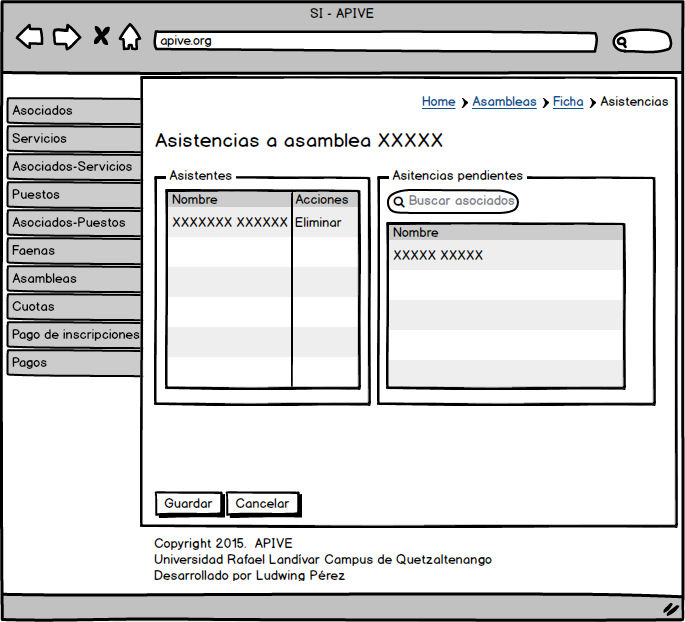 SI - APIVE
apive.org
Home > Asambleas > Ficha > Asistencias
Asociados
Servicios
Asociados-Servicios
Puestos
Asociados-Puestos
Faenas
Asambleas
Cuotas
Pago de inscripciones
Pagos
Asistencias a asamblea XXXXX
Asistentes
Nombre Acciones
XXXXXXX XXXXXX Eliminar
Asitencias pendientes
Buscar asociados
Nombre
XXXXX XXXXX
Guardar Cancelar
Copyright 2015. APIVE
Universidad Rafael Landívar Campus de Quetzaltenango
Desarrollado por Ludwing Pérez